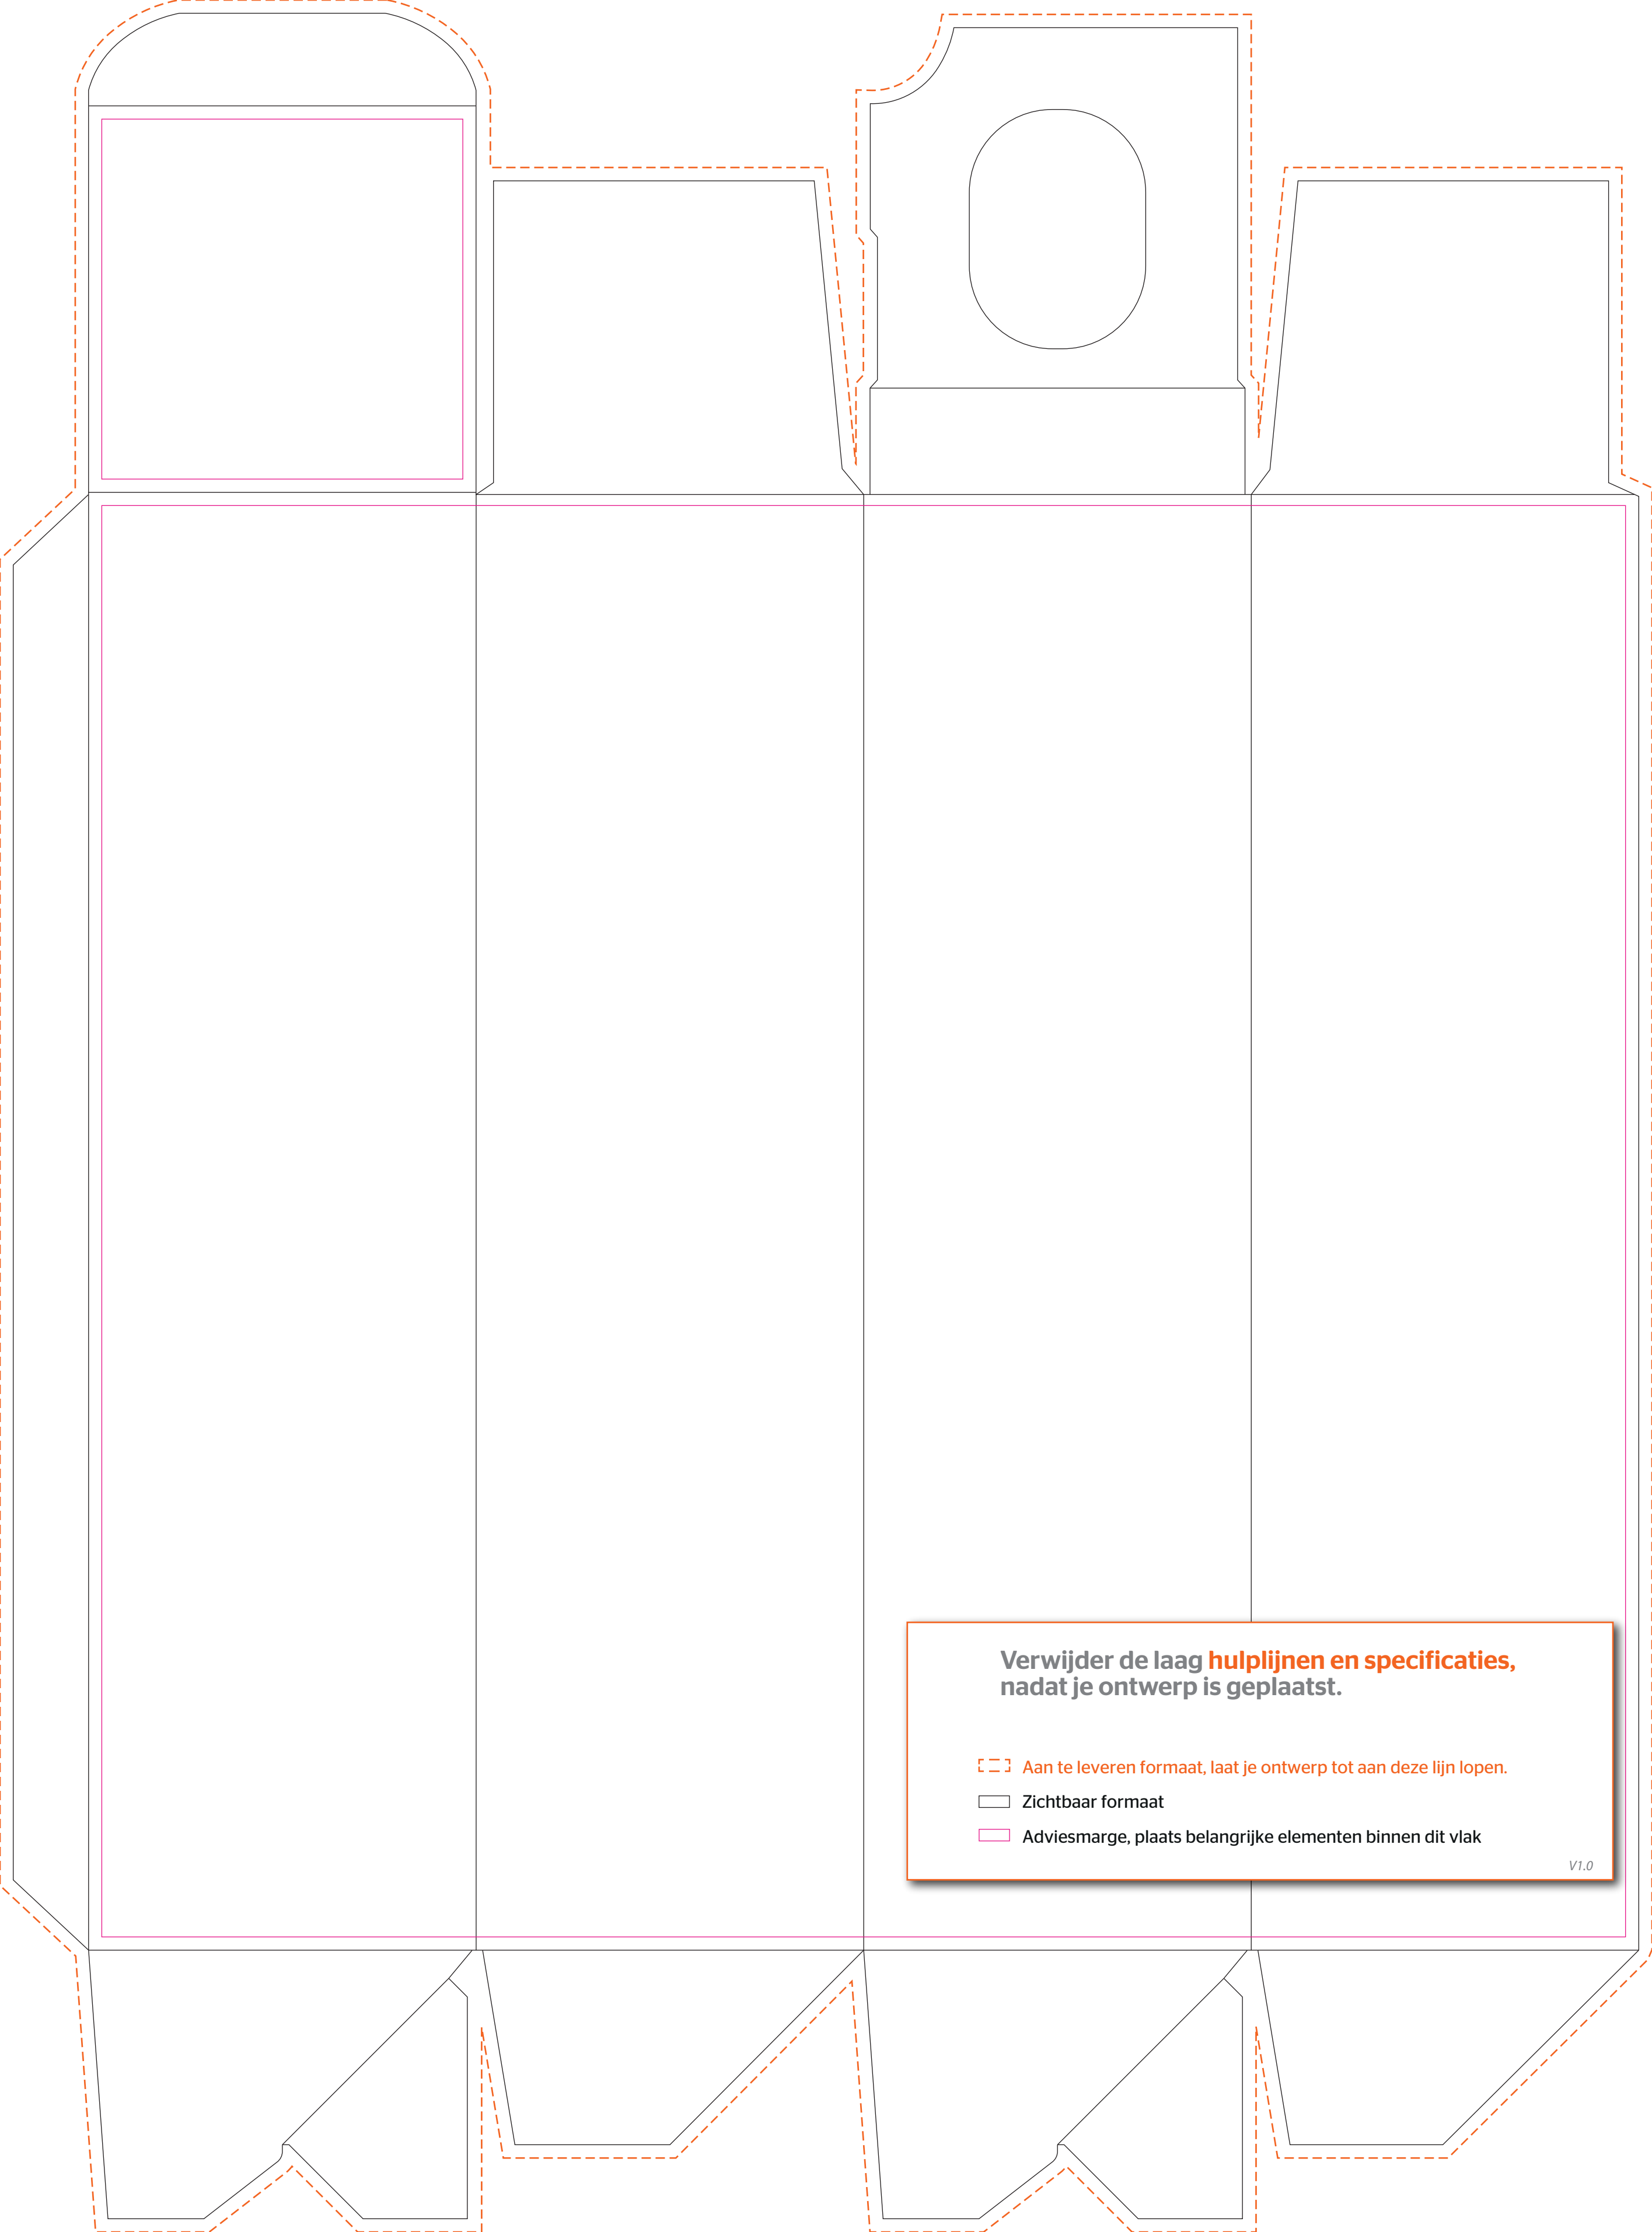 Verwijder de laag hulplijnen en specificaties,
nadat je ontwerp is geplaatst.
Aan te leveren formaat, laat je ontwerp tot aan deze lijn lopen.
Zichtbaar formaat
Adviesmarge, plaats belangrijke elementen binnen dit vlak
V1.0